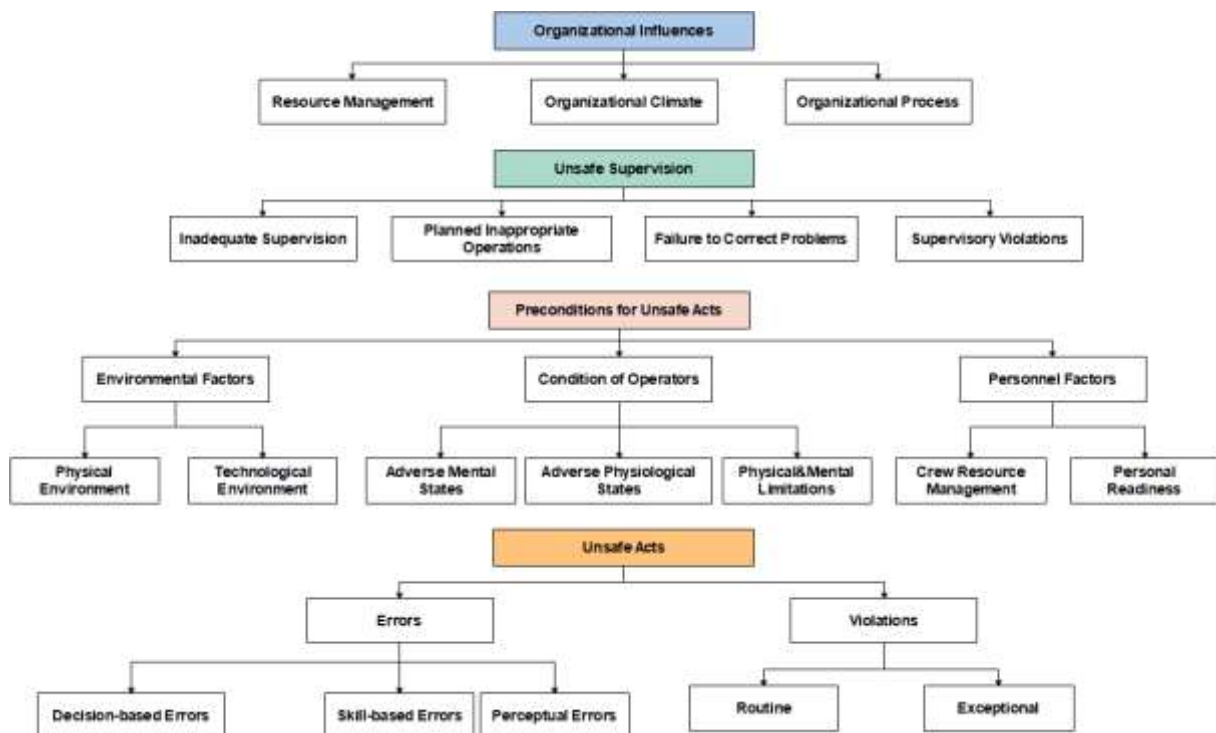 Organizational Influences
Resource Management
Organizational Climate
Organizational Process
Unsafe Supervision
Inadequate Supervision
Planned Inappropriate
Operations
Failure to Correct Problems
Supervisory Violations
Preconditions for Unsafe Acts
Environmental Factors
Condition of Operators
Personnel Factors
Physical
Environment
Technological
Environment
Adverse Mental
States
Adverse Physiological
States
Physical&Mental
Limitations
Crew Resource
Management
Personal
Readiness
Unsafe Acts
Errors
Violations
Decision-based Errors
Skill-based Errors
Perceptual Errors
Routine
Exceptional